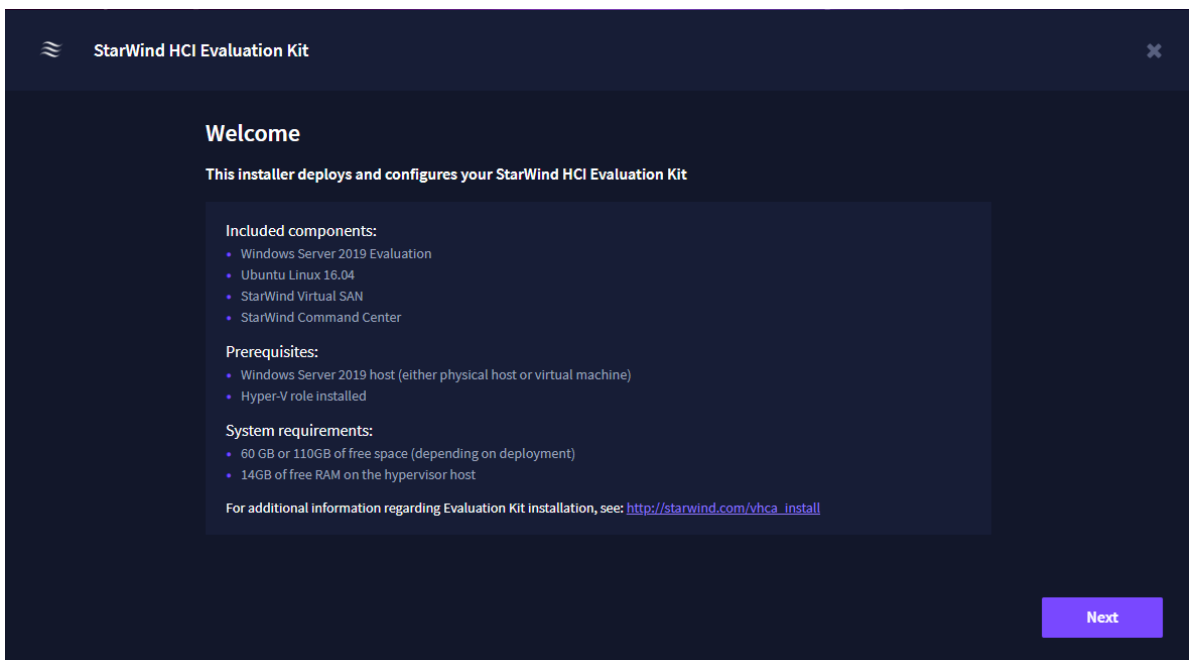 StarWind HCI Evaluation Kit
Welcome
This installer deploys and configures your StarWind HCI Evaluation Kit
Included components:
• Windows Server 2019 Evaluation
• Ubuntu Linux 16.04
• StarWind Virtual SAN
• StarWind Command Center
Prerequisites:
• Windows Server 2019 host (either physical host or virtual machine)
• Hyper-V role installed
System requirements:
• 60 GB or 110GB of free space (depending on deployment)
• 14GB of free RAM on the hypervisor host
For additional information regarding Evaluation Kit installation, see: http://starwind.com/vhca_install
Next